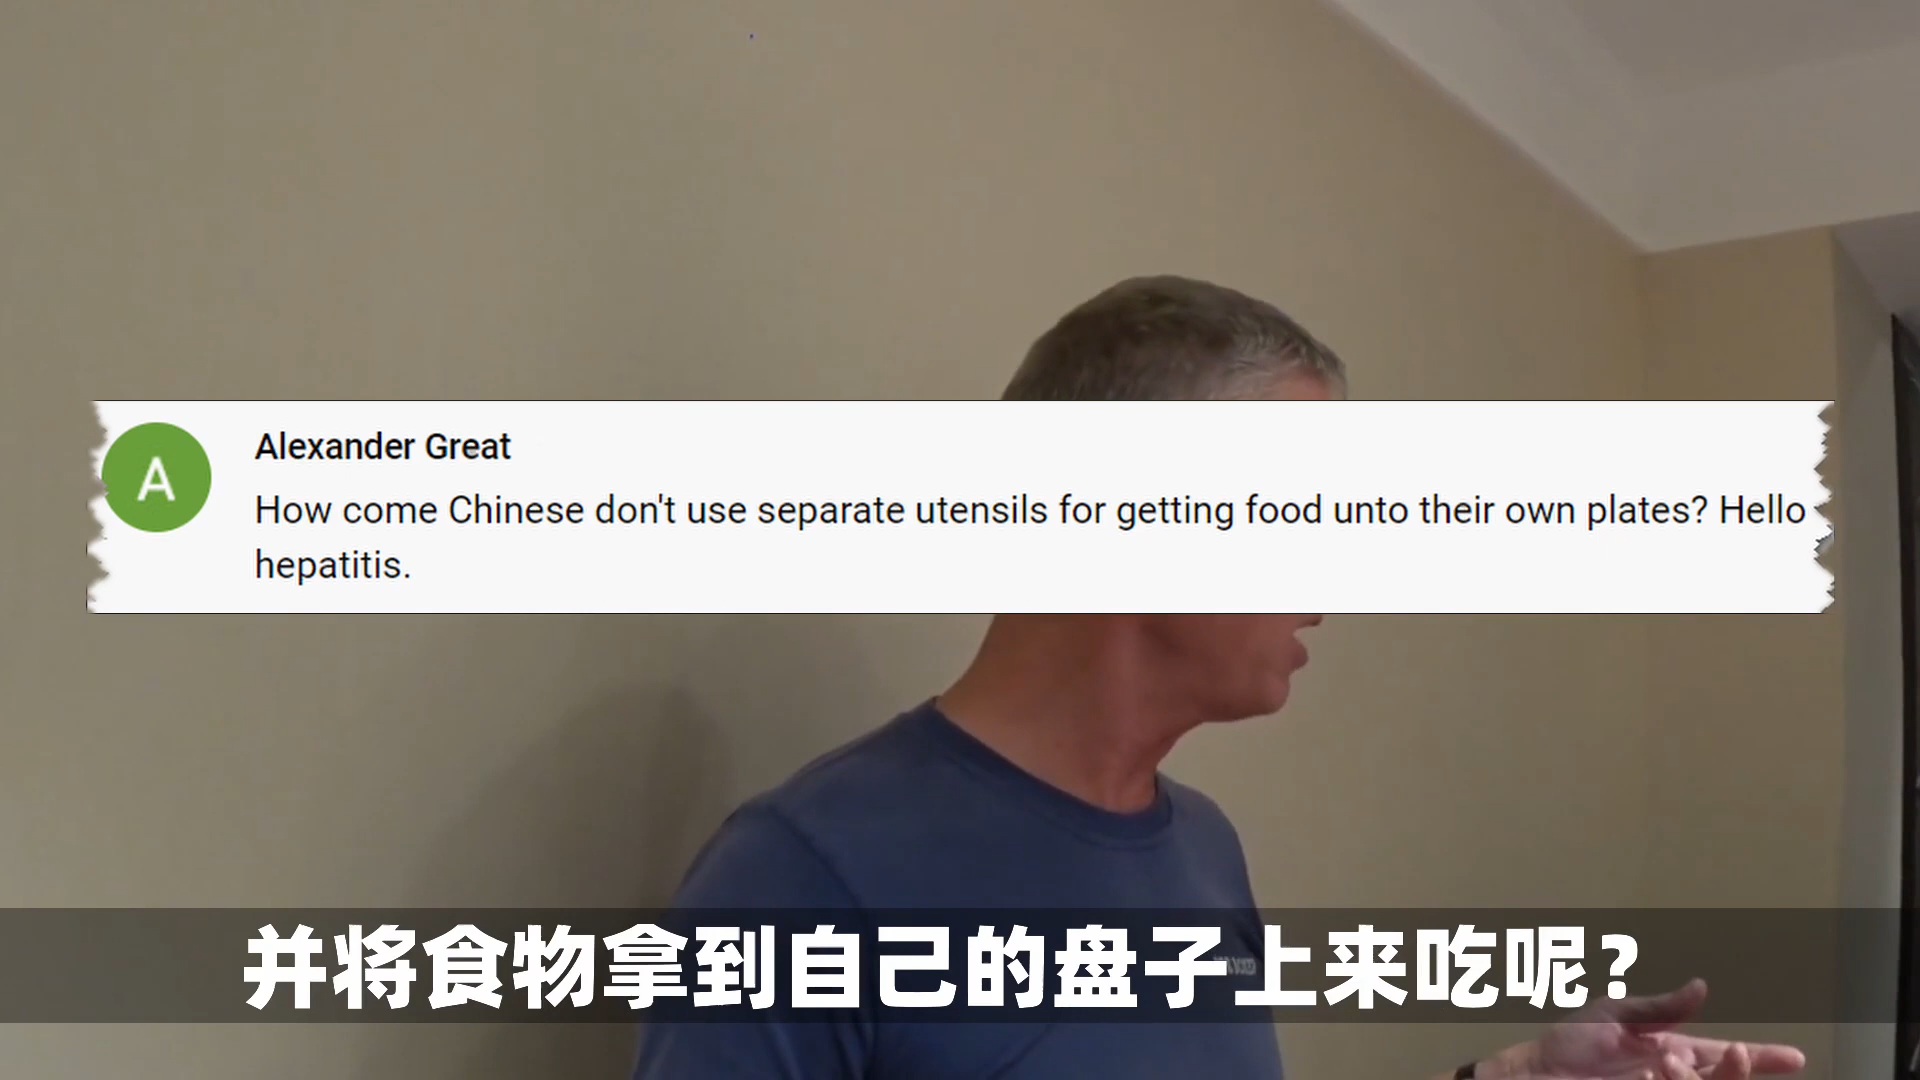 A
Alexander Great
How come Chinese don't use separate utensils for getting food unto their own plates? Hello
hepatitis.
并将食物拿到自己的盘子上来吃呢？